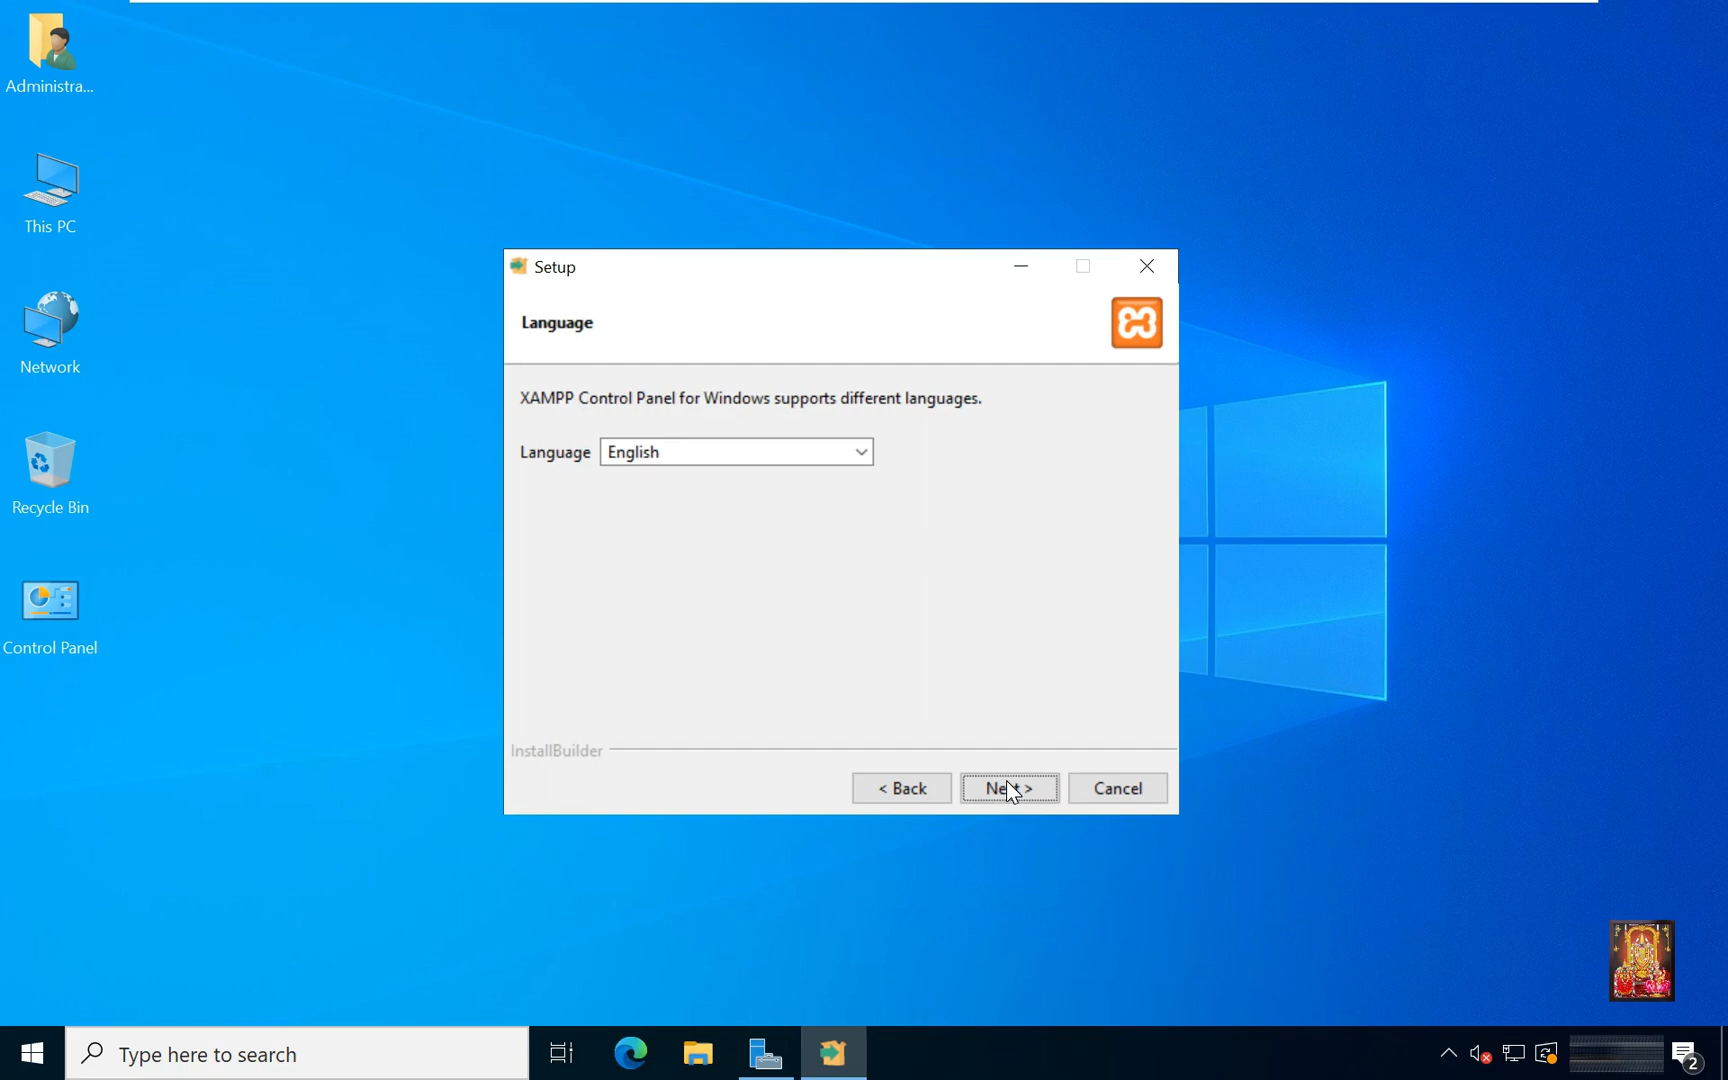 Administra...
This PC
Network
Recycle Bin
Control Panel
Setup
Language
XAMPP Control Panel for Windows supports different languages.
Language English
InstallBuilder
< Back Next > Cancel
Type here to search
2